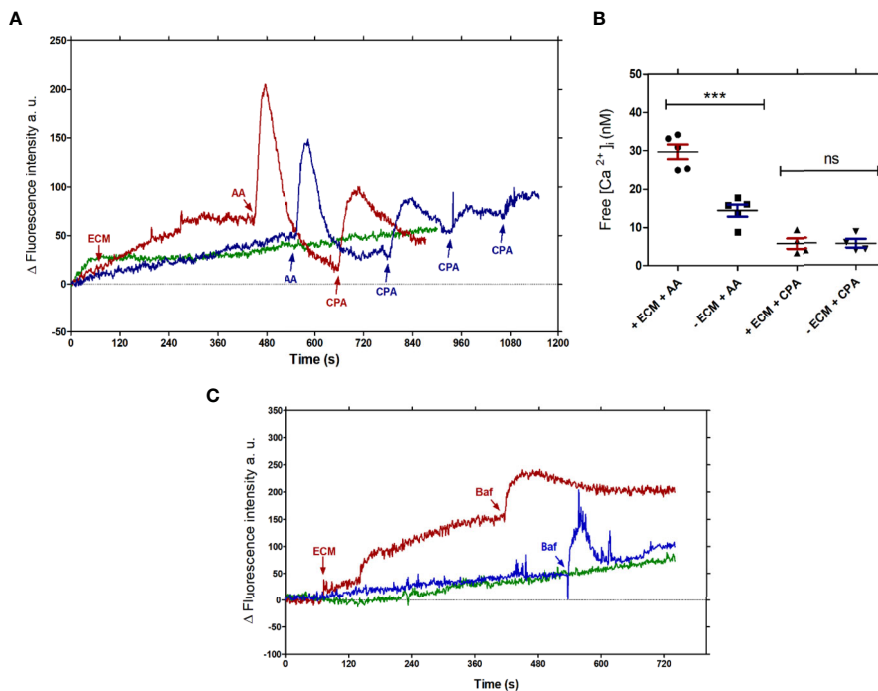 A
Δ Fluorescence intensity a. u.
250
200
150
100
50
0
50
ECM
AA
AA
CPA
CPA
CPA
CPA
0 120 240 360 480 600 720 840 960 1080 1200
Time (s)
B
Free [Ca 2+ ]i (nM)
50
40
30
20
10
0
***
ns
+ ECM + AA
- ECM + AA
+ ECM + CPA
- ECM + CPA
C
Δ Fluorescence intensity a. u.
350
300
250
200
150
100
50
0
-50
-100
ECM
Baf
Baf
0 120 240 360 480 600 720
Time (s)